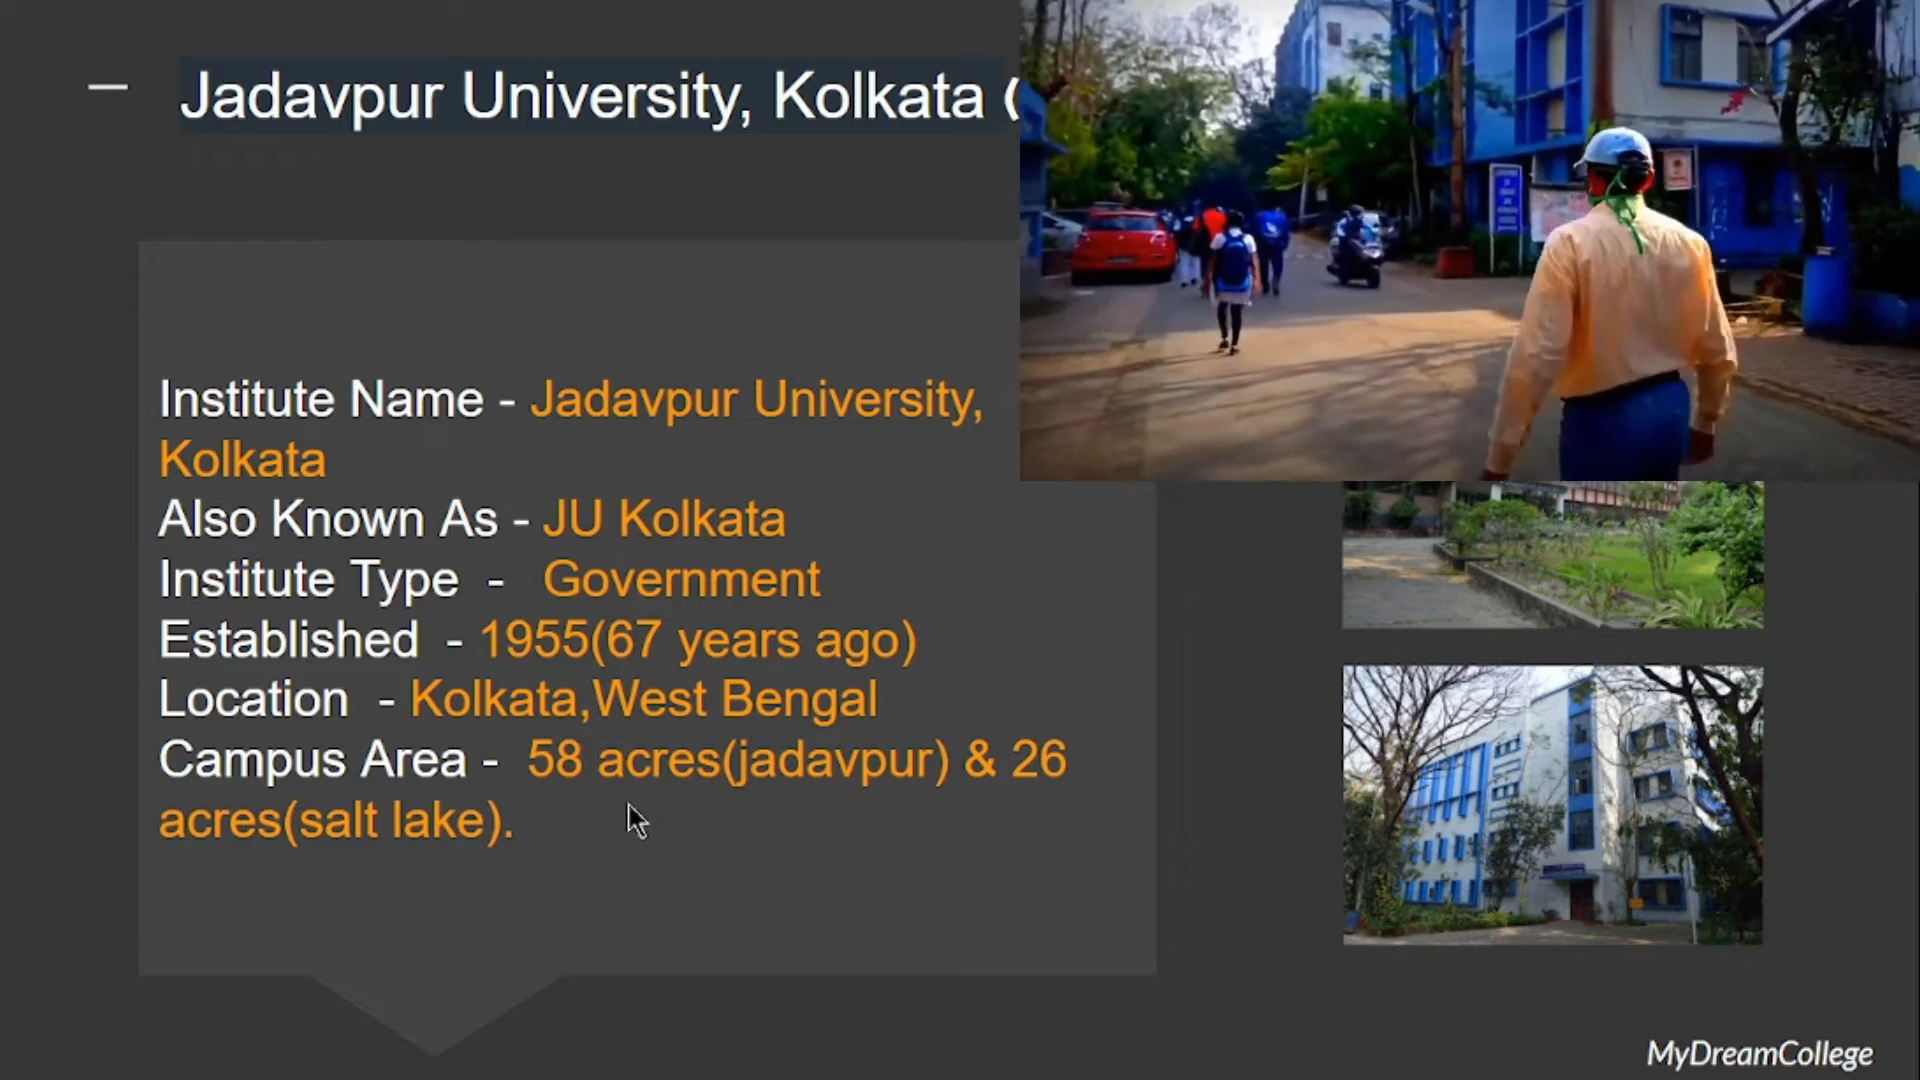 Jadavpur University, Kolkata (
Institute Name - Jadavpur University,
Kolkata
Also Known As - JU Kolkata
Institute Type - Government
Established - 1955(67 years ago)
Location - Kolkata,West Bengal
Campus Area - 58 acres(jadavpur) & 26
acres(salt lake).
MyDreamCollege